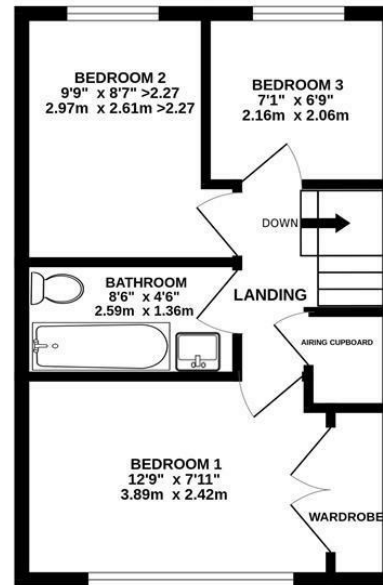 BEDROOM 2
9'9" x 8'7" >2.27
2.97m x 2.61m >2.27
BEDROOM 3
7'1" x 6'9"
2.16m x 2.06m
DOWN
BATHROOM
8'6" x 4'6"
2.59m x 1.36m
LANDING
AIRING CUPBOARD
BEDROOM 1
12'9" x 7'11"
3.89m x 2.42m
WARDROBE